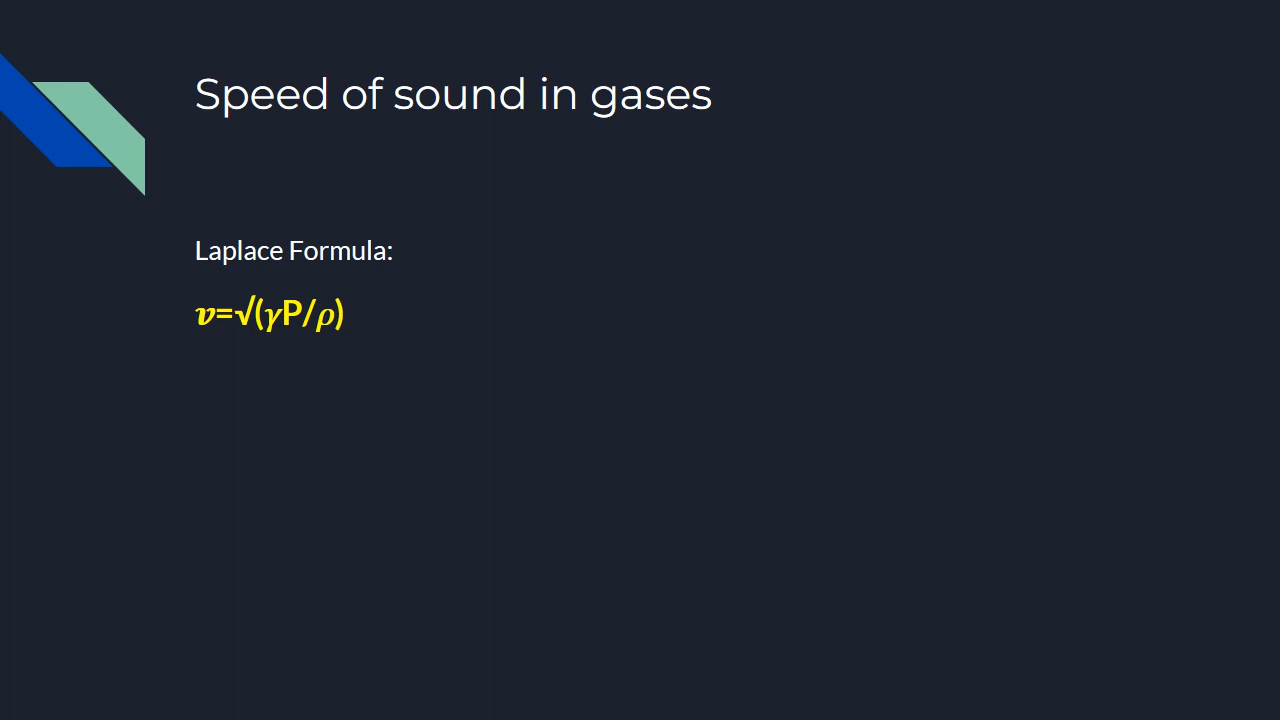 Speed of sound in gases
Laplace Formula:
𝒗=√(𝛾P/𝜌)